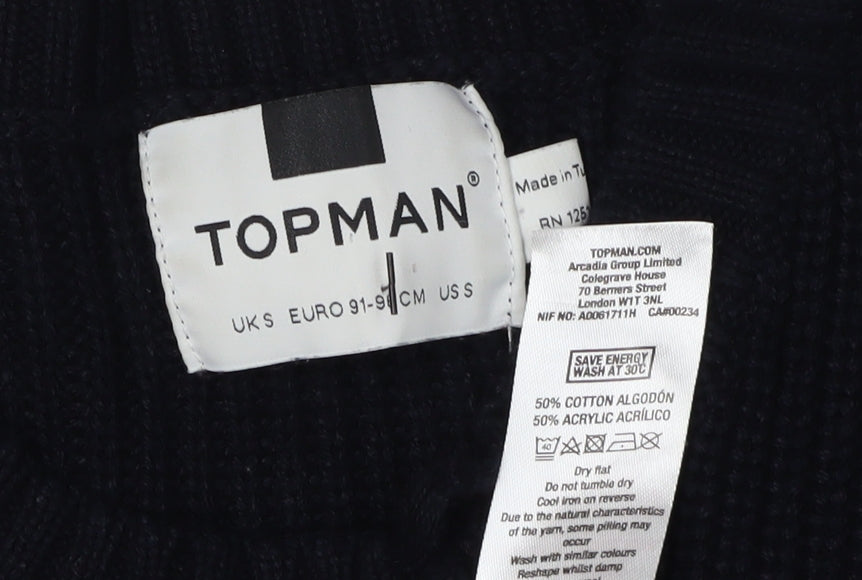 TOPMAN®
UK S EURO 91-9 CM US S
Made in
RN
TOPMAN.COM
Arcadia Group Limited
Colegrave House
70 Berners Street
London W1T 3NL
NIF NO: A0061711H CA#00234
SAVE ENERGY
WASH AT 30°C
50% COTTON ALGODÓN
50% ACRYLIC ACRÍLICO
40
Dry flat
Do not tumble dry
Cool iron on reverse
Due to the natural characteristics
of the yarn, some pilling may
occur
Wash with similar colours
Reshape whilst damp